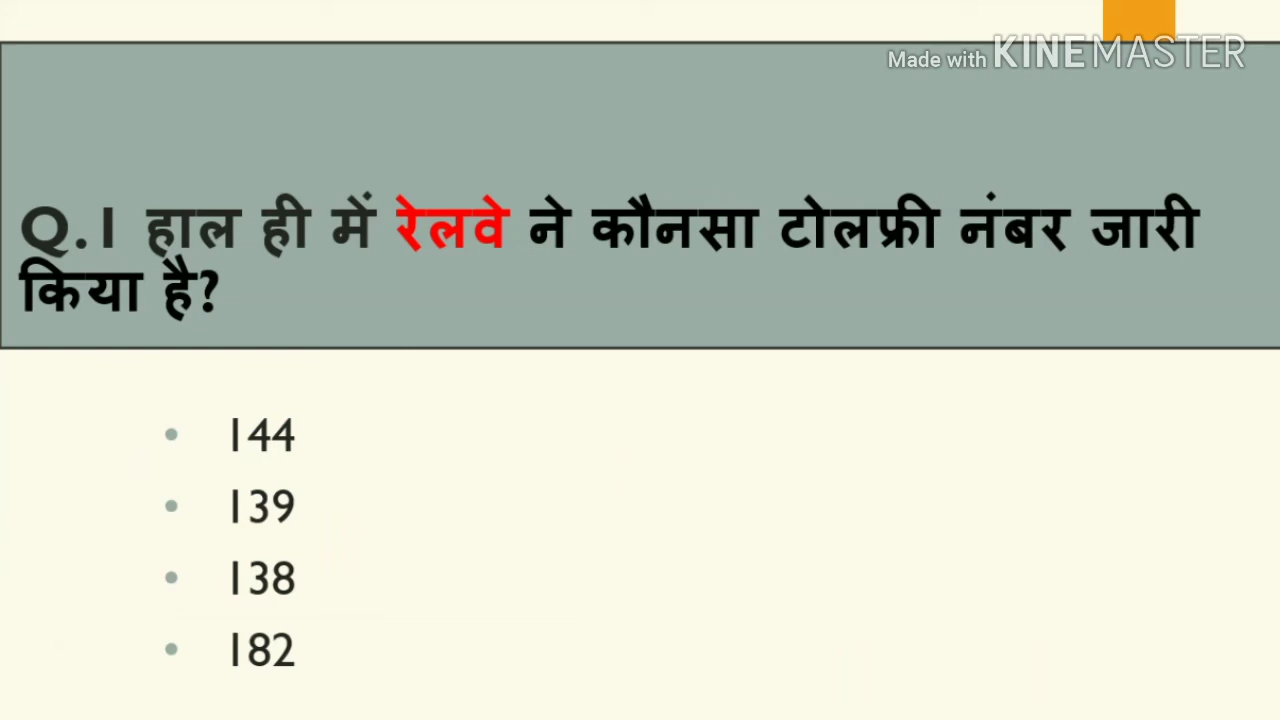 Made with KINEMASTER
Q.1 हाल ही में रेलवे ने कौनसा टोलफ्री नंबर जारी
किया है?
• 144
• 139
• 138
• 182